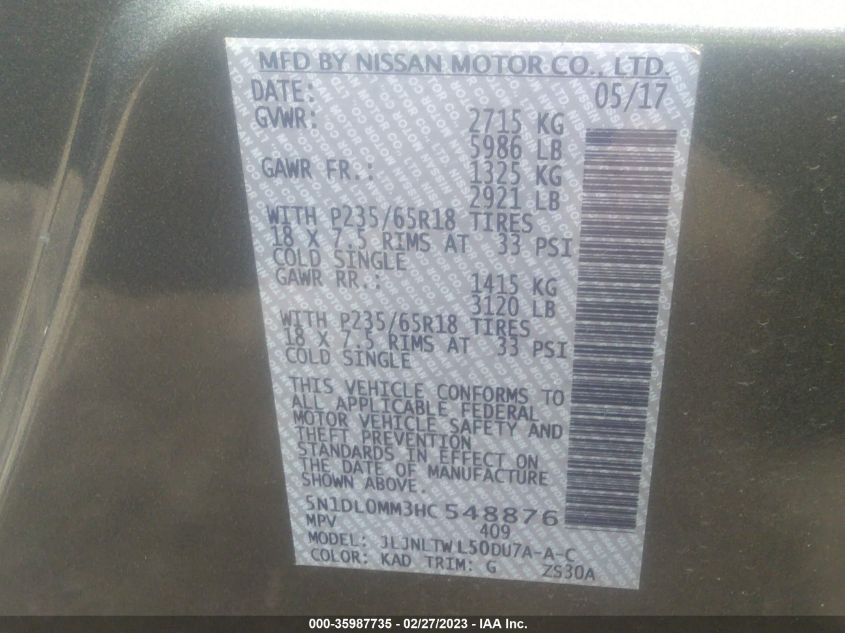 MFD BY NISSAN MOTOR CO., LTD.
DATE: 05/17
GVWR: 2715 KG
5986 LB
GAWR FR.: 1325 KG
2921 LB
WITH P235/65R18 TIRES
18 X 7.5 RIMS AT 33 PSI
COLD SINGLE
GAWR RR.: 1415 KG
3120 LB
WITH P235/65R18 TIRES
18 X 7.5 RIMS AT 33 PSI
COLD SINGLE
THIS VEHICLE CONFORMS TO
ALL APPLICABLE FEDERAL
MOTOR VEHICLE SAFETY AND
THEFT PREVENTION
STANDARDS IN EFFECT ON
THE DATE OF MANUFACTURE
SHOWN ABOVE.
5N1DL0MM3HC548876
MPV 409
MODEL: JLJNLTWL50DU7A-A-C
COLOR: KAD TRIM: G ZS30A
000-35987735 - 02/27/2023 - IAA Inc.